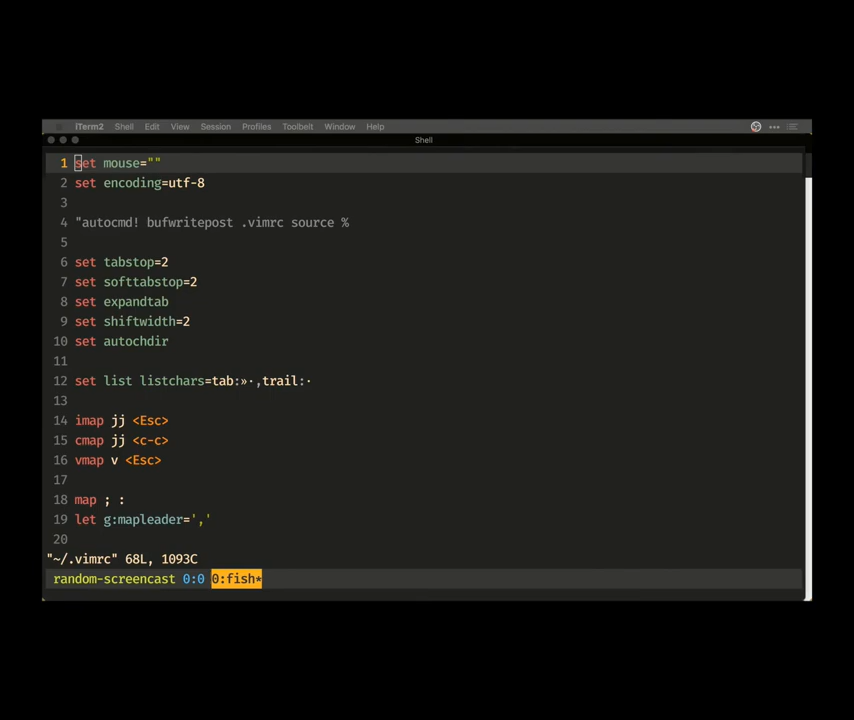 iTerm2 Shell Edit View Session Profiles Toolbelt Window Help
Shell
1 set mouse=""
2 set encoding=utf-8
3
4 "autocmd! bufwritepost .vimrc source %
5
6 set tabstop=2
7 set softtabstop=2
8 set expandtab
9 set shiftwidth=2
10 set autochdir
11
12 set list listchars=tab:»·,trail:·
13
14 imap jj <Esc>
15 cmap jj <c-c>
16 vmap v <Esc>
17
18 map ; :
19 let g:mapleader=','
20
"~/.vimrc" 68L, 1093C
random-screencast 0:0 0:fish*